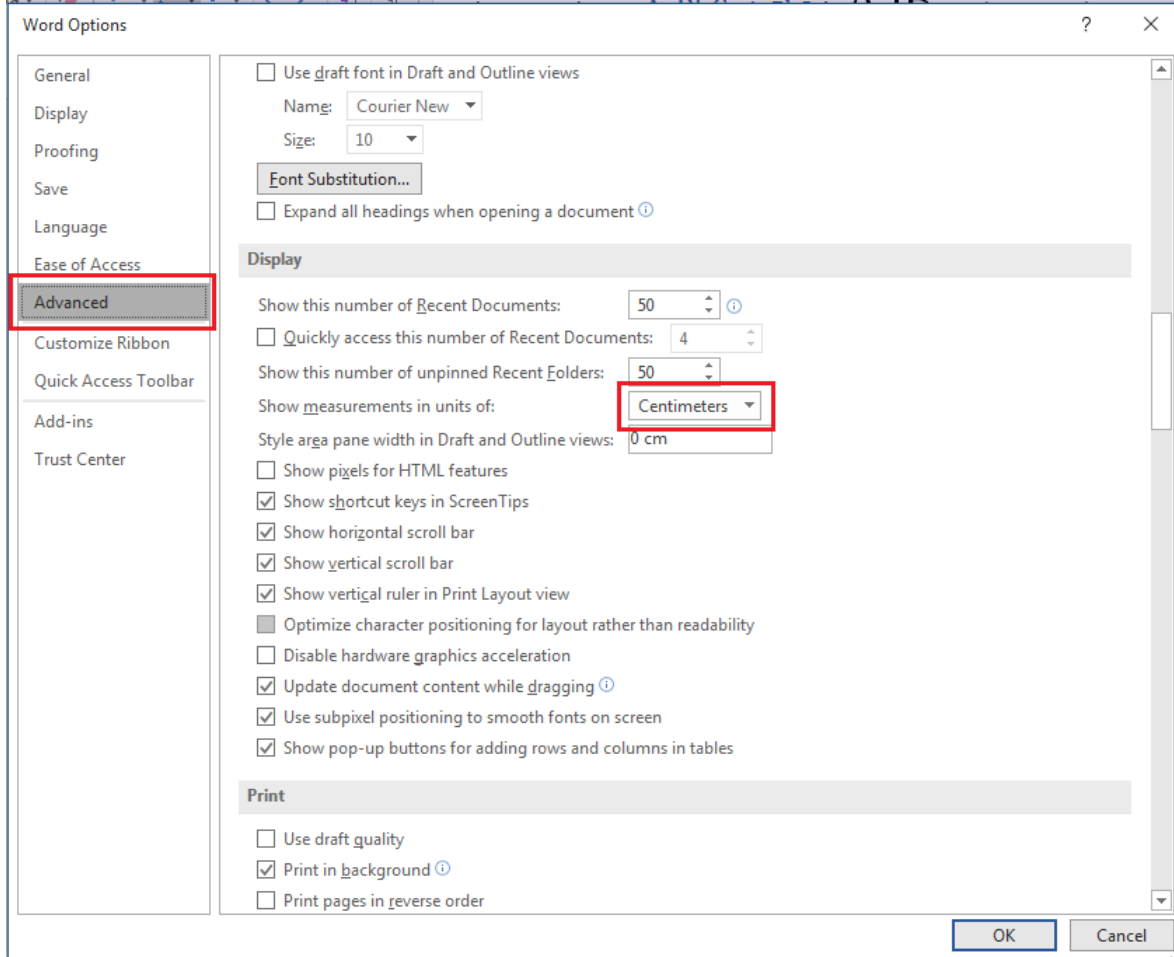 Word Options
?
General
Display
Proofing
Save
Language
Ease of Access
Advanced
Customize Ribbon
Quick Access Toolbar
Add-ins
Trust Center
Use draft font in Draft and Outline views
Name: Courier New
Size: 10
Font Substitution...
Expand all headings when opening a document
Display
Show this number of Recent Documents: 50
Quickly access this number of Recent Documents: 4
Show this number of unpinned Recent Folders: 50
Show measurements in units of: Centimeters
Style area pane width in Draft and Outline views: 0 cm
Show pixels for HTML features
Show shortcut keys in ScreenTips
Show horizontal scroll bar
Show vertical scroll bar
Show vertical ruler in Print Layout view
Optimize character positioning for layout rather than readability
Disable hardware graphics acceleration
Update document content while dragging
Use subpixel positioning to smooth fonts on screen
Show pop-up buttons for adding rows and columns in tables
Print
Use draft quality
Print in background
Print pages in reverse order
OK Cancel